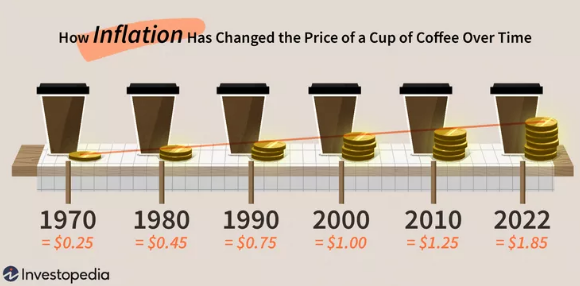 How Inflation Has Changed the Price of a Cup of Coffee Over Time
1970 1980 1990 2000 2010 2022
= $0.25 = $0.45 = $0.75 = $1.00 = $1.25 = $1.85
Investopedia